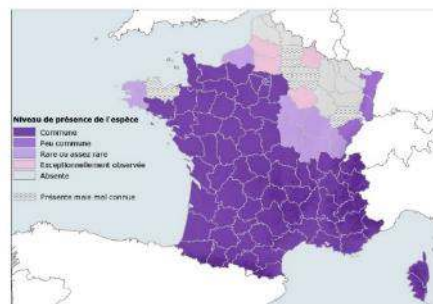 Niveau de présence de l'espèce
Commune
Peu commune
Rare ou assez rare
Exceptionnellement observée
Absente
Présente mais mal connue